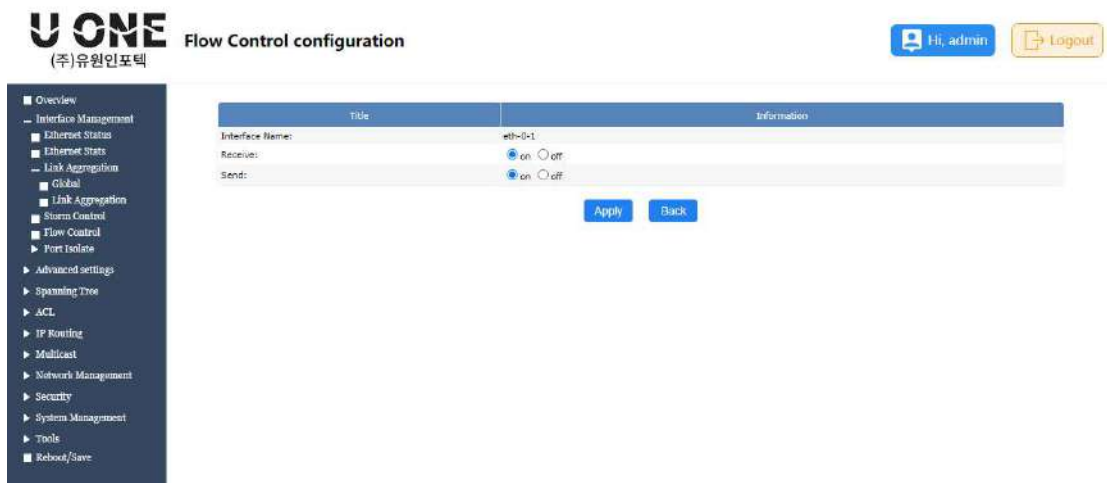 U ONE
(주)유원인포텍
Flow Control configuration
Hi, admin
Logout
Overview
Interface Management
Ethernet Status
Ethernet Stats
Link Aggregation
Global
Link Aggregation
Storm Control
Flow Control
Port Isolate
Advanced settings
Spanning Tree
ACL
IP Routing
Multicast
Network Management
Security
System Management
Tools
Reboot/Save
Title Information
Interface Name: eth-0-1
Receive: on off
Send: on off
Apply Back